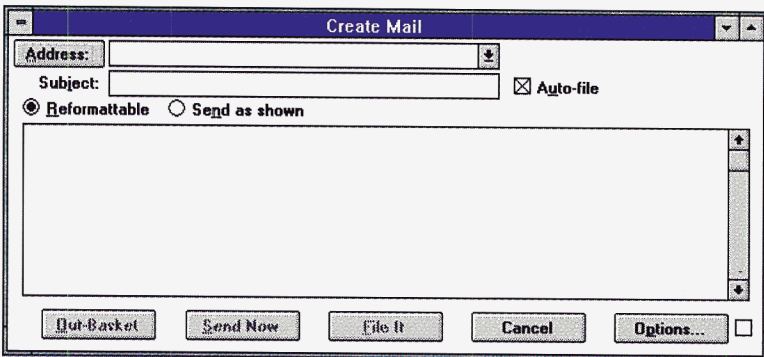 Create Mail
Address:
Subject:
Auto-file
Reformattable Send as shown
Out-Basket Send Now File It Cancel Options...